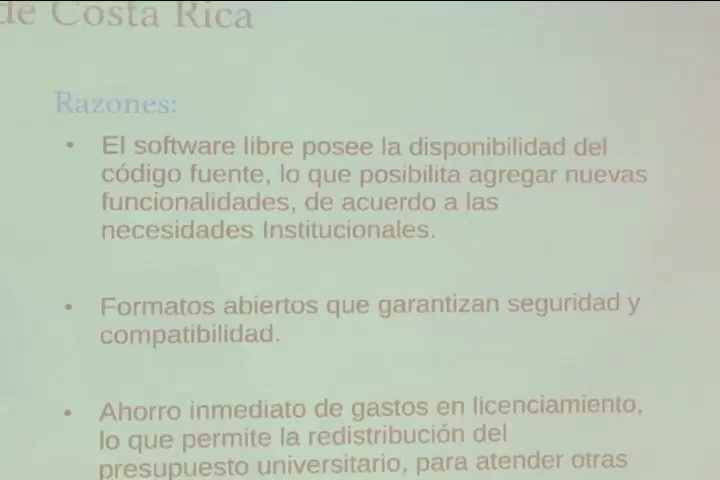 de Costa Rica
Razones:
• El software libre posee la disponibilidad del
código fuente, lo que posibilita agregar nuevas
funcionalidades, de acuerdo a las
necesidades Institucionales.
• Formatos abiertos que garantizan seguridad y
compatibilidad.
• Ahorro inmediato de gastos en licenciamiento,
lo que permite la redistribución del
presupuesto universitario, para atender otras